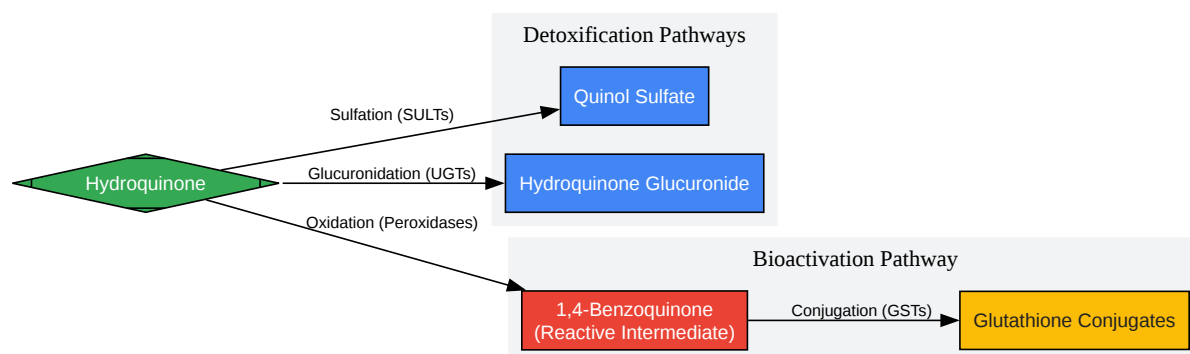 Detoxification Pathways
Quinol Sulfate
Sulfation (SULTs)
Hydroquinone
Glucuronidation (UGTs)
Hydroquinone Glucuronide
Oxidation (Peroxidases)
Bioactivation Pathway
1,4-Benzoquinone
(Reactive Intermediate)
Conjugation (GSTs)
Glutathione Conjugates